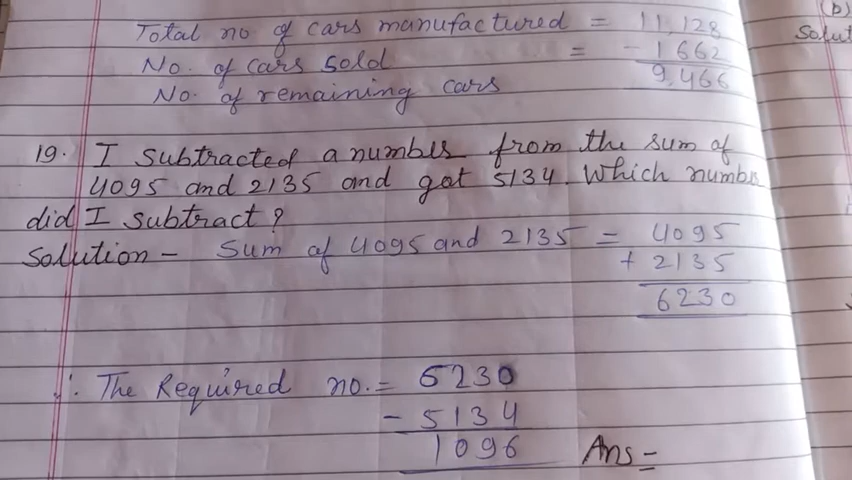 (b)
Total no of cars manufactured = 11,128
Solut
No. of cars sold = - 1662
No. of remaining cars 9,466
19. I subtracted a number from the sum of
4095 and 2135 and got 5134. Which number
did I subtract?
Solution - Sum of 4095 and 2135 = 4095
+ 2135
6230
∴ The Required no. = 6230
- 5134
1096 Ans =